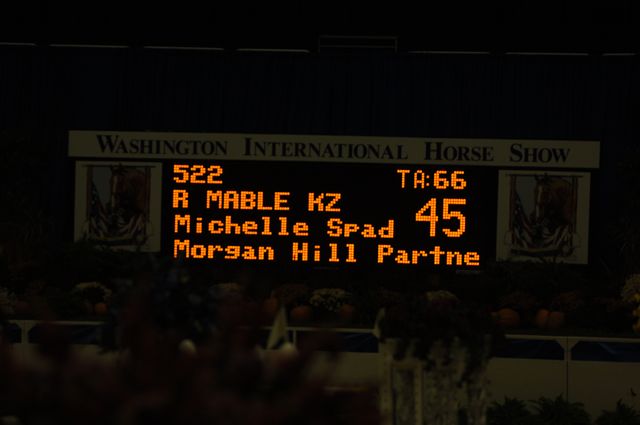 Washington International Horse Show
522 TA:66
R MABLE KZ
45
Michelle Spad
Morgan Hill Partne